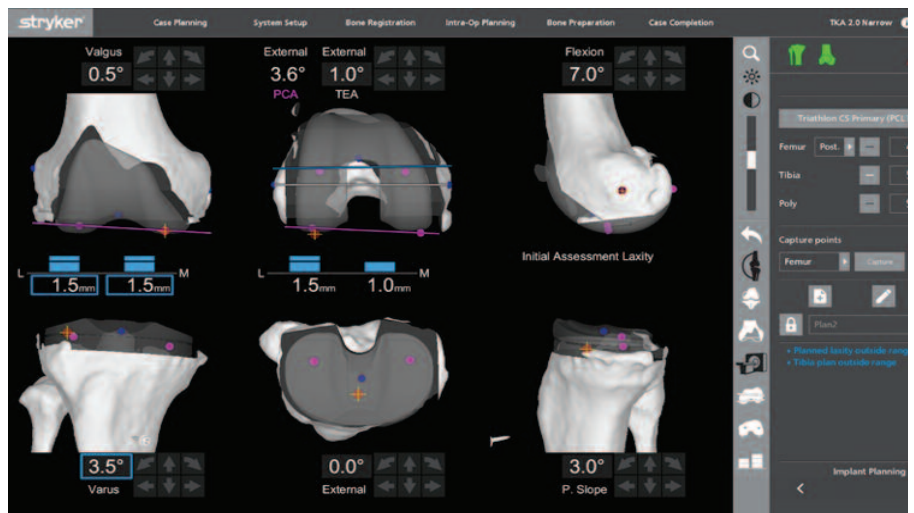 stryker
Case Planning System Setup Bone Registration Intra-Op Planning Bone Preparation Case Completion TKA 2.0 Narrow
Valgus External External Flexion
0.5° 3.6° 1.0° 7.0°
PCA TEA
Triathlon CS Primary (PCL
Femur Post.
Tibia
Poly
Initial Assessment Laxity
Capture points
Femur Capture
L M L M
1.5mm 1.5mm 1.5mm 1.0mm
Plan2
• Planned laxity outside
• Tibia plan outside range
3.5° 0.0° 3.0°
Varus External P. Slope
Implant Planning